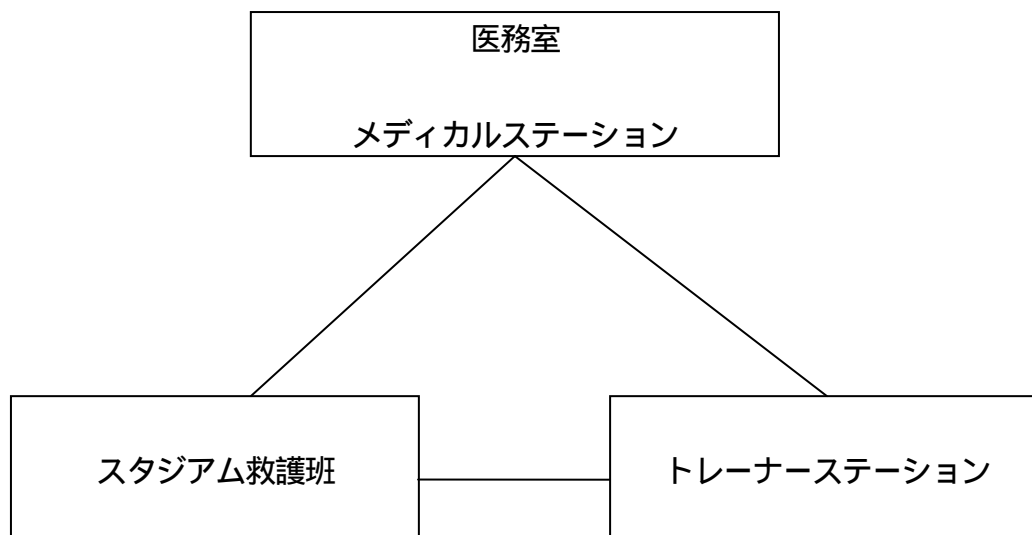 医務室
メディカルステーション
スタジアム救護班
トレーナーステーション